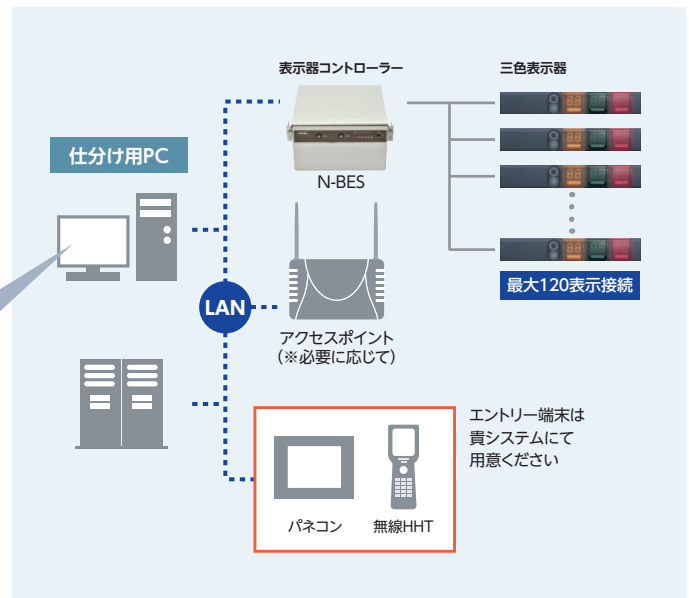 表示器コントローラー
三色表示器
仕分け用PC
N-BES
最大120表示接続
LAN
アクセスポイント
（※必要に応じて）
エントリー端末は
貴システムにて
用意ください
パネコン
無線HHT